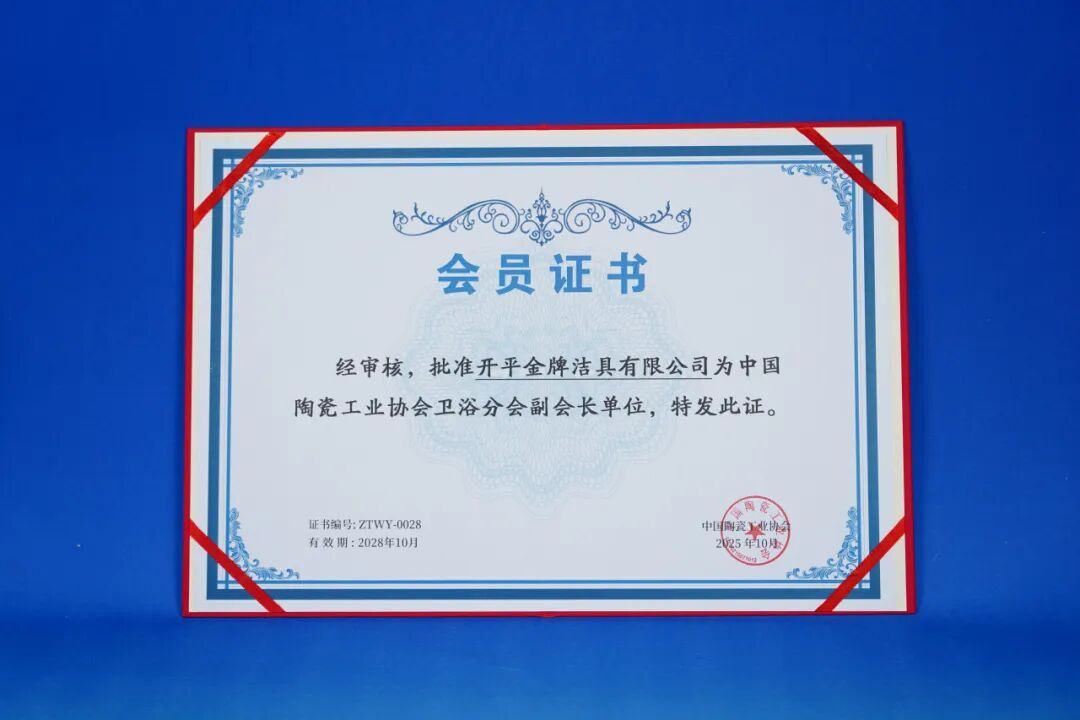 会员证书
经审核，批准开平金牌洁具有限公司为中国
陶瓷工业协会卫浴分会副会长单位，特发此证。
证书编号: ZTWY-0028
有 效 期 : 2028年10月
中国陶瓷工业协会
2025 年10月